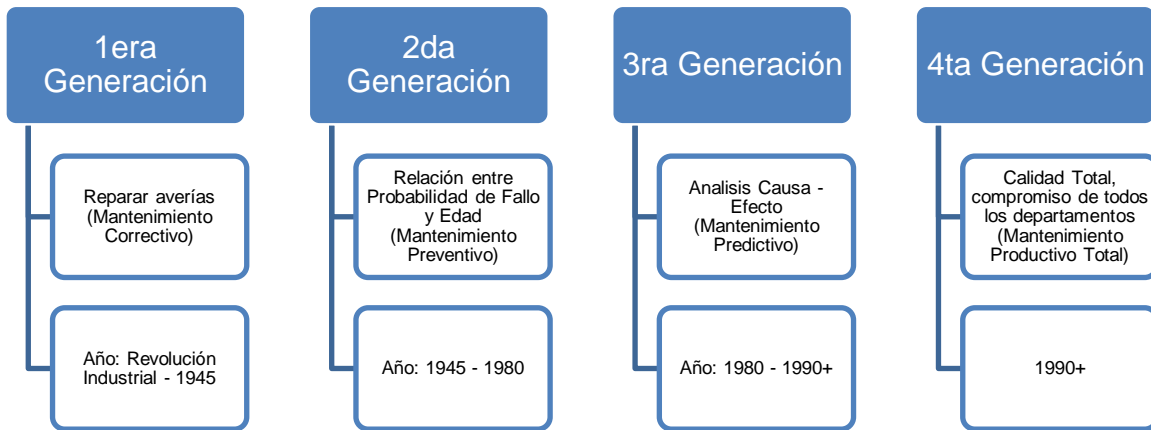 1era
Generación
Reparar averías
(Mantenimiento
Correctivo)
Año: Revolución
Industrial - 1945
2da
Generación
Relación entre
Probabilidad de Fallo
y Edad
(Mantenimiento
Preventivo)
Año: 1945 - 1980
3ra Generación
Analisis Causa -
Efecto
(Mantenimiento
Predictivo)
Año: 1980 - 1990+
4ta Generación
Calidad Total,
compromiso de todos
los departamentos
(Mantenimiento
Productivo Total)
1990+